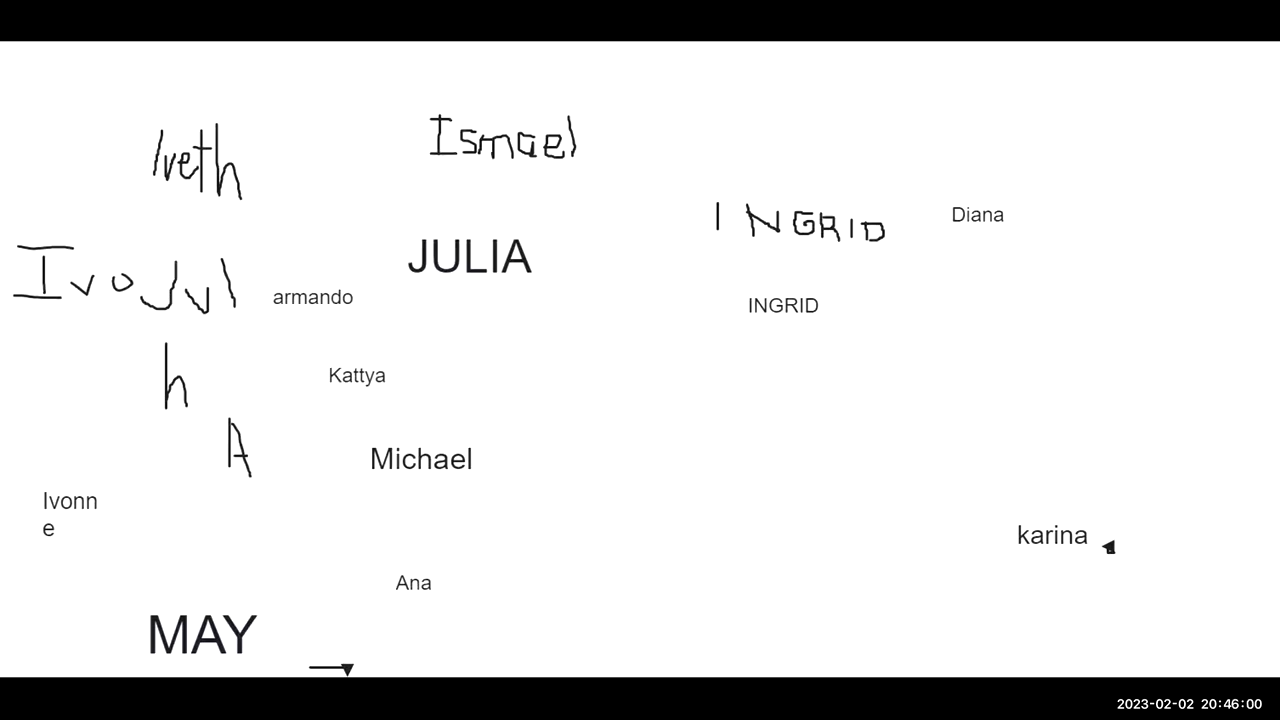 Iveth
Ismael
INGRID
Diana
JULIA
Ivo
Jul
armando
INGRID
h
Kattya
A
Michael
Ivonn
e
karina
Ana
MAY
2023-02-02 20:46:00